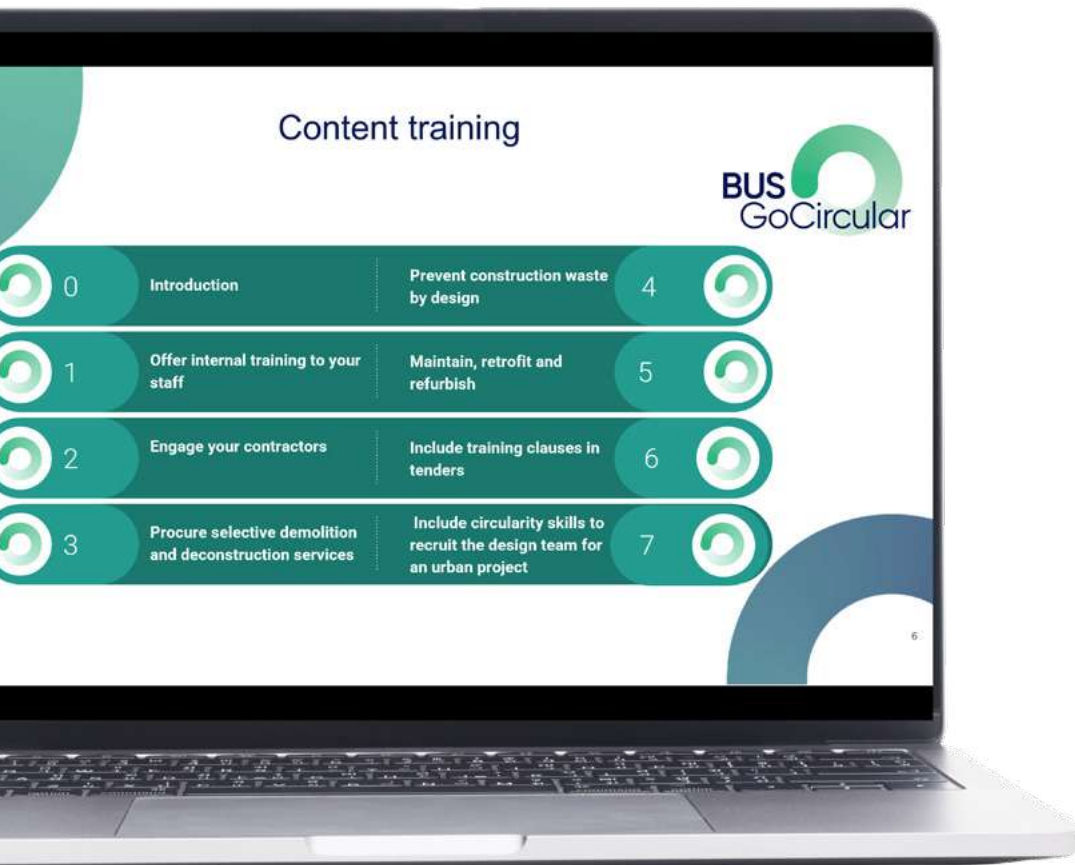 Content training
BUS
GoCircular
0
Introduction
1
Offer internal training to your
staff
2
Engage your contractors
3
Procure selective demolition
and deconstruction services
Prevent construction waste
by design
4
Maintain, retrofit and
refurbish
5
Include training clauses in
tenders
6
Include circularity skills to
recruit the design team for
an urban project
7
6